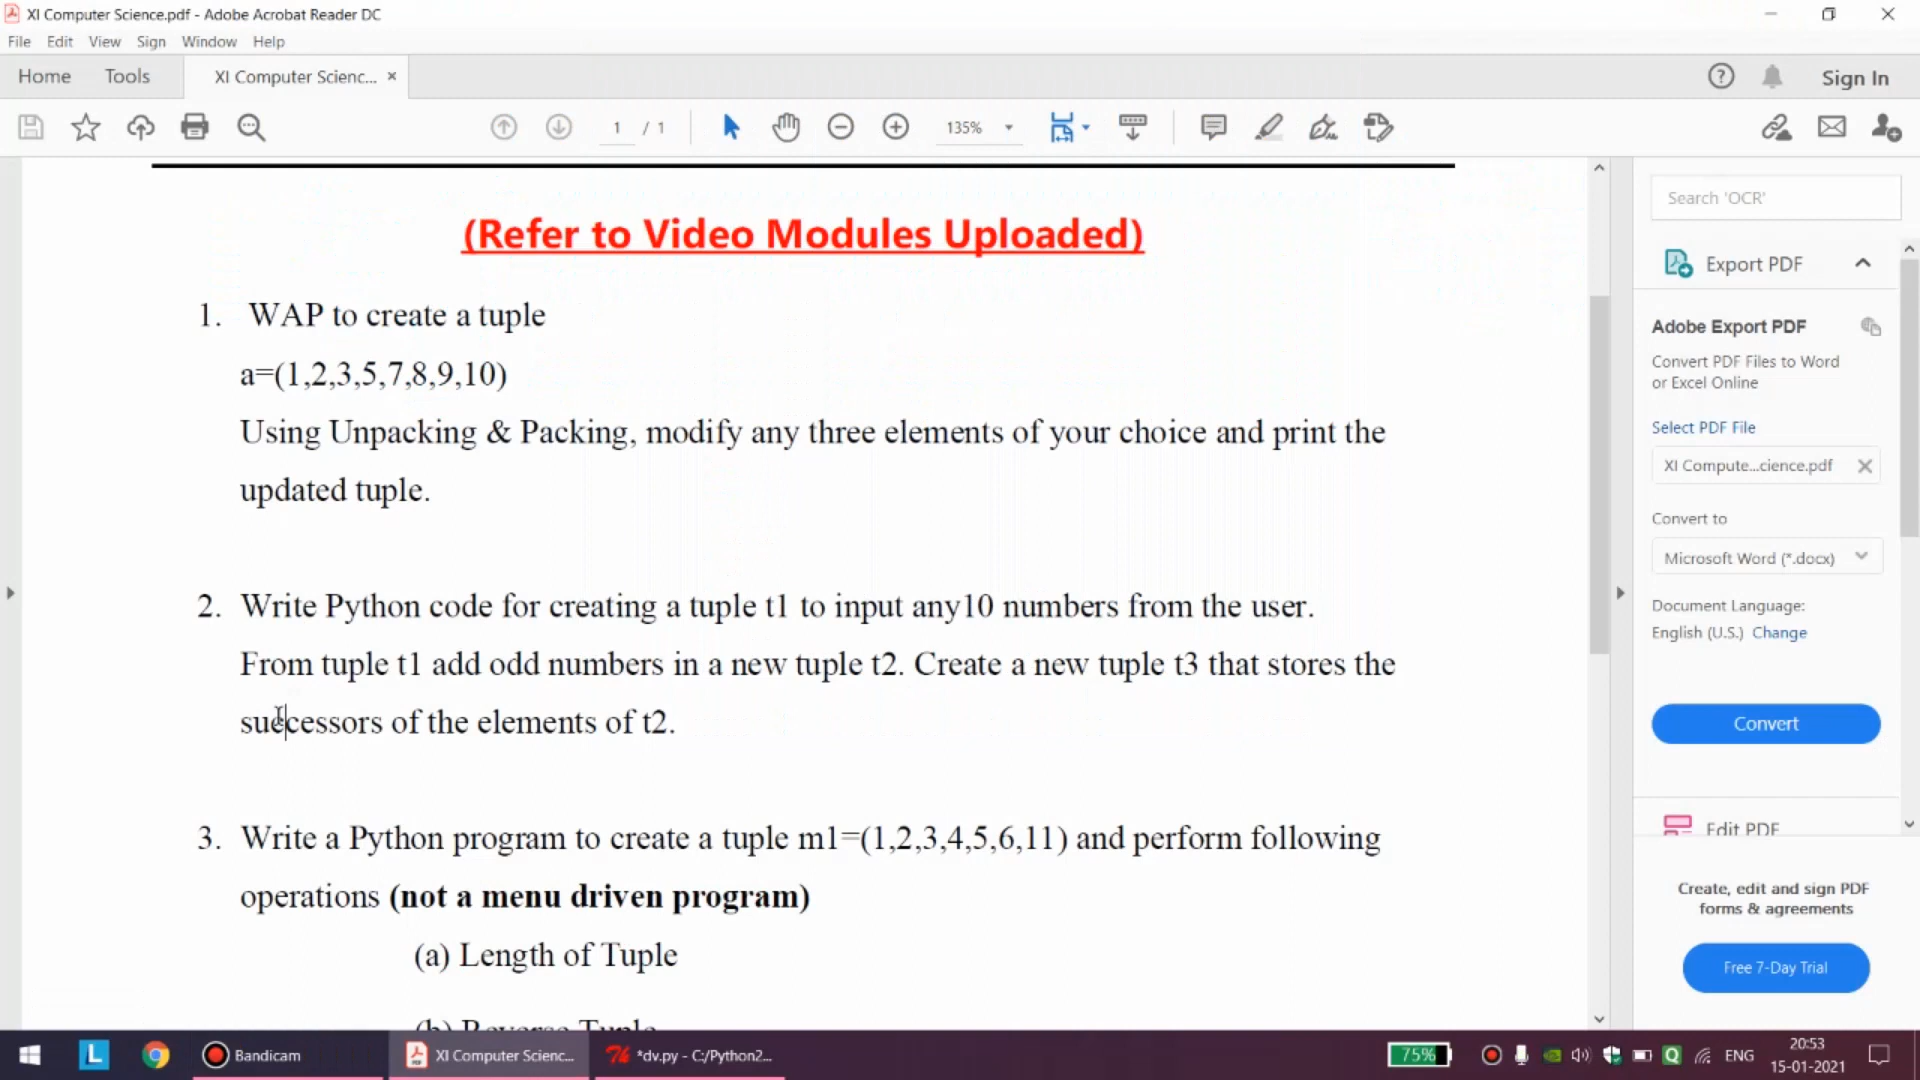 XI Computer Science.pdf - Adobe Acrobat Reader DC
File Edit View Sign Window Help
Home Tools XI Computer Scienc... × Sign In
1 / 1 135%
(Refer to Video Modules Uploaded)
1. WAP to create a tuple
a=(1,2,3,5,7,8,9,10)
Using Unpacking & Packing, modify any three elements of your choice and print the
updated tuple.
2. Write Python code for creating a tuple t1 to input any10 numbers from the user.
From tuple t1 add odd numbers in a new tuple t2. Create a new tuple t3 that stores the
successors of the elements of t2.
3. Write a Python program to create a tuple m1=(1,2,3,4,5,6,11) and perform following
operations (not a menu driven program)
(a) Length of Tuple
(b) Reverse Tuple
Search 'OCR'
Export PDF
Adobe Export PDF
Convert PDF Files to Word
or Excel Online
Select PDF File
XI Compute...cience.pdf
Convert to
Microsoft Word (*.docx)
Document Language:
English (U.S.) Change
Convert
Edit PDF
Create, edit and sign PDF
forms & agreements
Free 7-Day Trial
L Bandicam XI Computer Scienc... *dv.py - C:/Python2... 75% ENG
20:53
15-01-2021